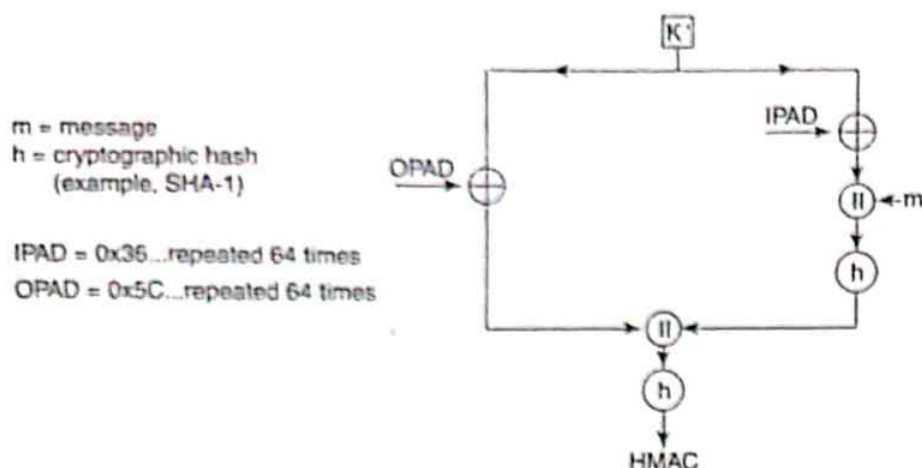 K'
m = message
h = cryptographic hash
(example, SHA-1)
IPAD
OPAD
|| m
IPAD = 0x36...repeated 64 times
OPAD = 0x5C...repeated 64 times
h
||
h
HMAC